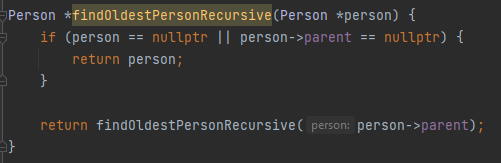 Person *findOldestPersonRecursive(Person *person) {
    if (person == nullptr || person->parent == nullptr) {
        return person;
    }

    return findOldestPersonRecursive( person: person->parent);
}